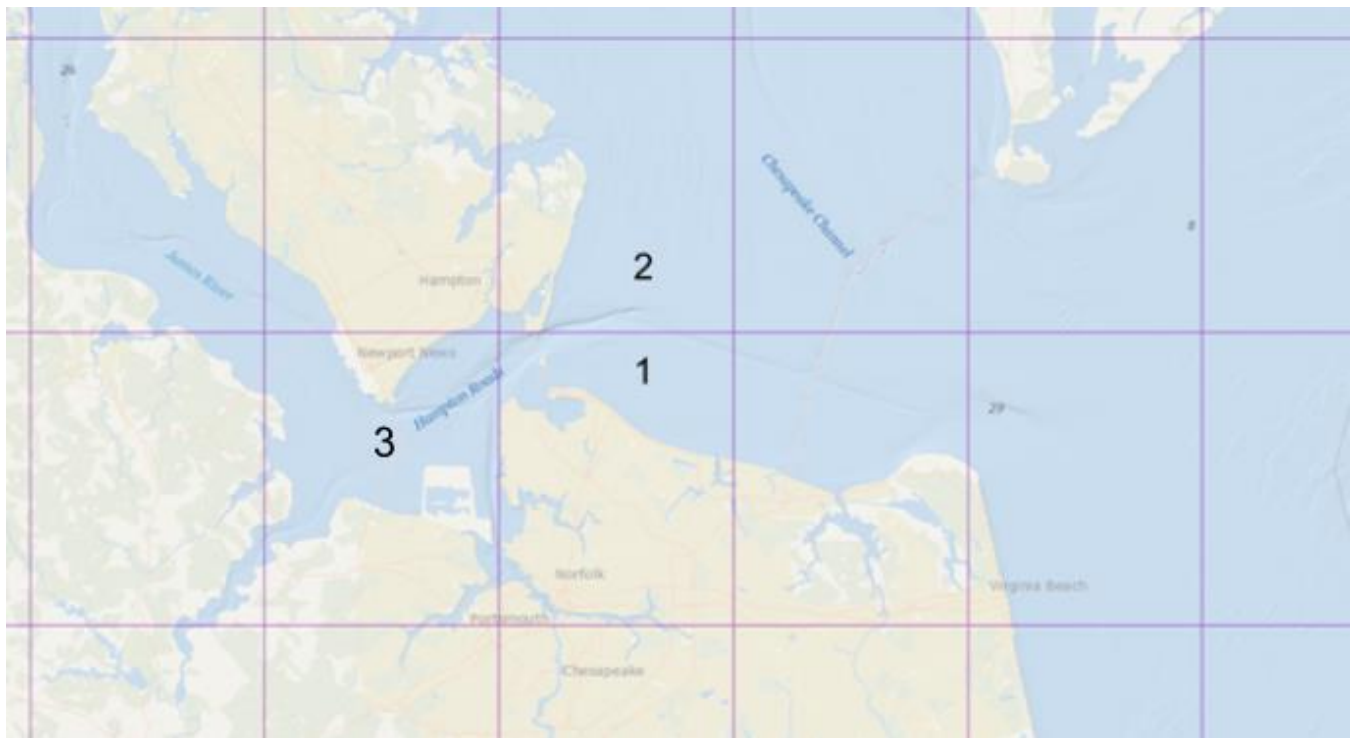 26
Chesapeake Channel
8
James River
Hampton
2
Newport News
1
Hampton Roads
29
3
Norfolk
Virginia Beach
Portsmouth
Chesapeake